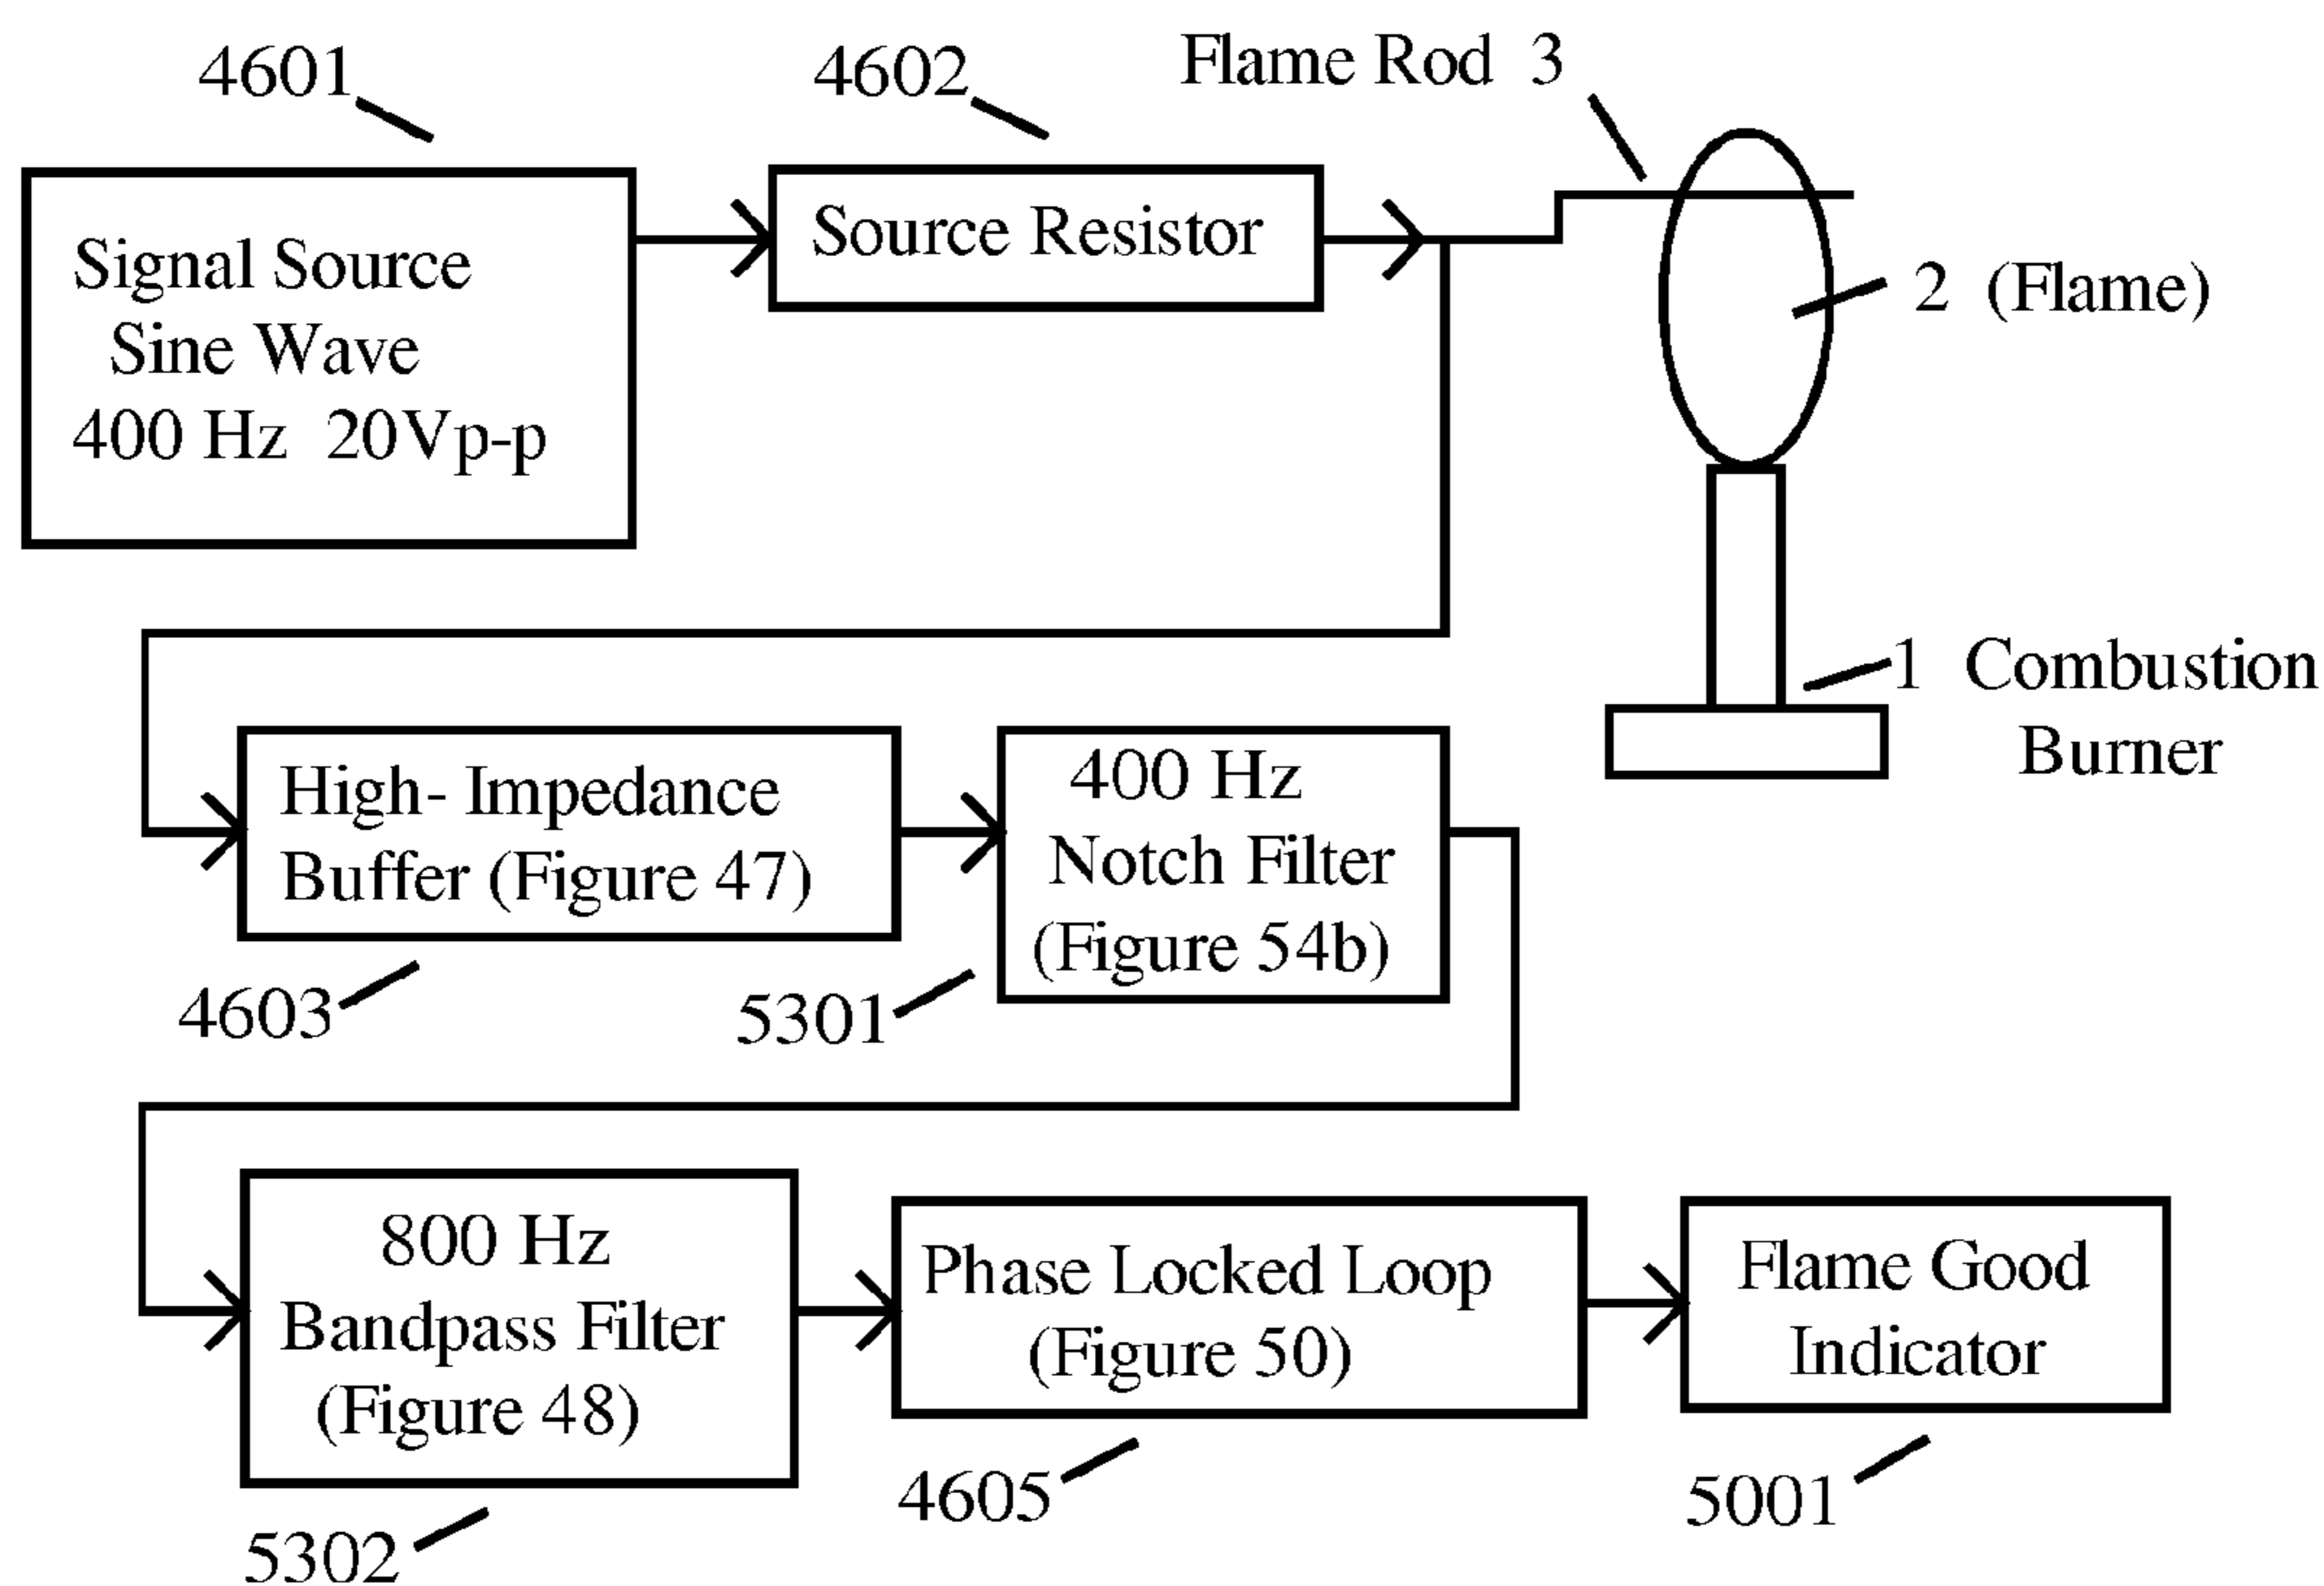 4601
4602
Flame Rod 3
Signal Source
Sine Wave
400 Hz 20Vp-p
Source Resistor
2 (Flame)
1 Combustion
Burner
High- Impedance
Buffer (Figure 47)
4603
400 Hz
Notch Filter
(Figure 54b)
5301
800 Hz
Bandpass Filter
(Figure 48)
5302
Phase Locked Loop
(Figure 50)
4605
Flame Good
Indicator
5001